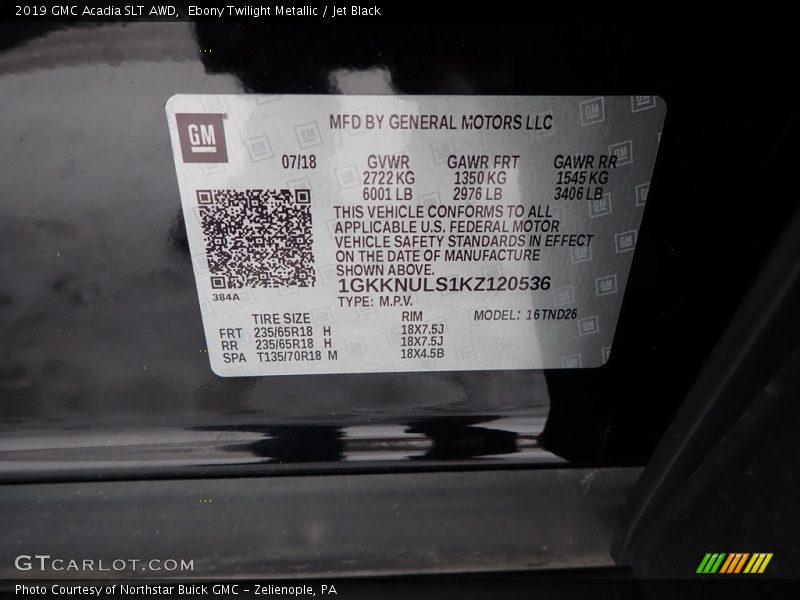 2019 GMC Acadia SLT AWD, Ebony Twilight Metallic / Jet Black
GM
MFD BY GENERAL MOTORS LLC
07/18 GVWR GAWR FRT GAWR RR
2722 KG 1350 KG 1545 KG
6001 LB 2976 LB 3406 LB
THIS VEHICLE CONFORMS TO ALL
APPLICABLE U.S. FEDERAL MOTOR
VEHICLE SAFETY STANDARDS IN EFFECT
ON THE DATE OF MANUFACTURE
SHOWN ABOVE.
384A
1GKKNULS1KZ120536
TYPE: M.P.V. MODEL: 16TND26
TIRE SIZE RIM
FRT 235/65R18 H 18X7.5J
RR 235/65R18 H 18X7.5J
SPA T135/70R18 M 18X4.5B
GTCARLOT.COM
Photo Courtesy of Northstar Buick GMC - Zelienople, PA